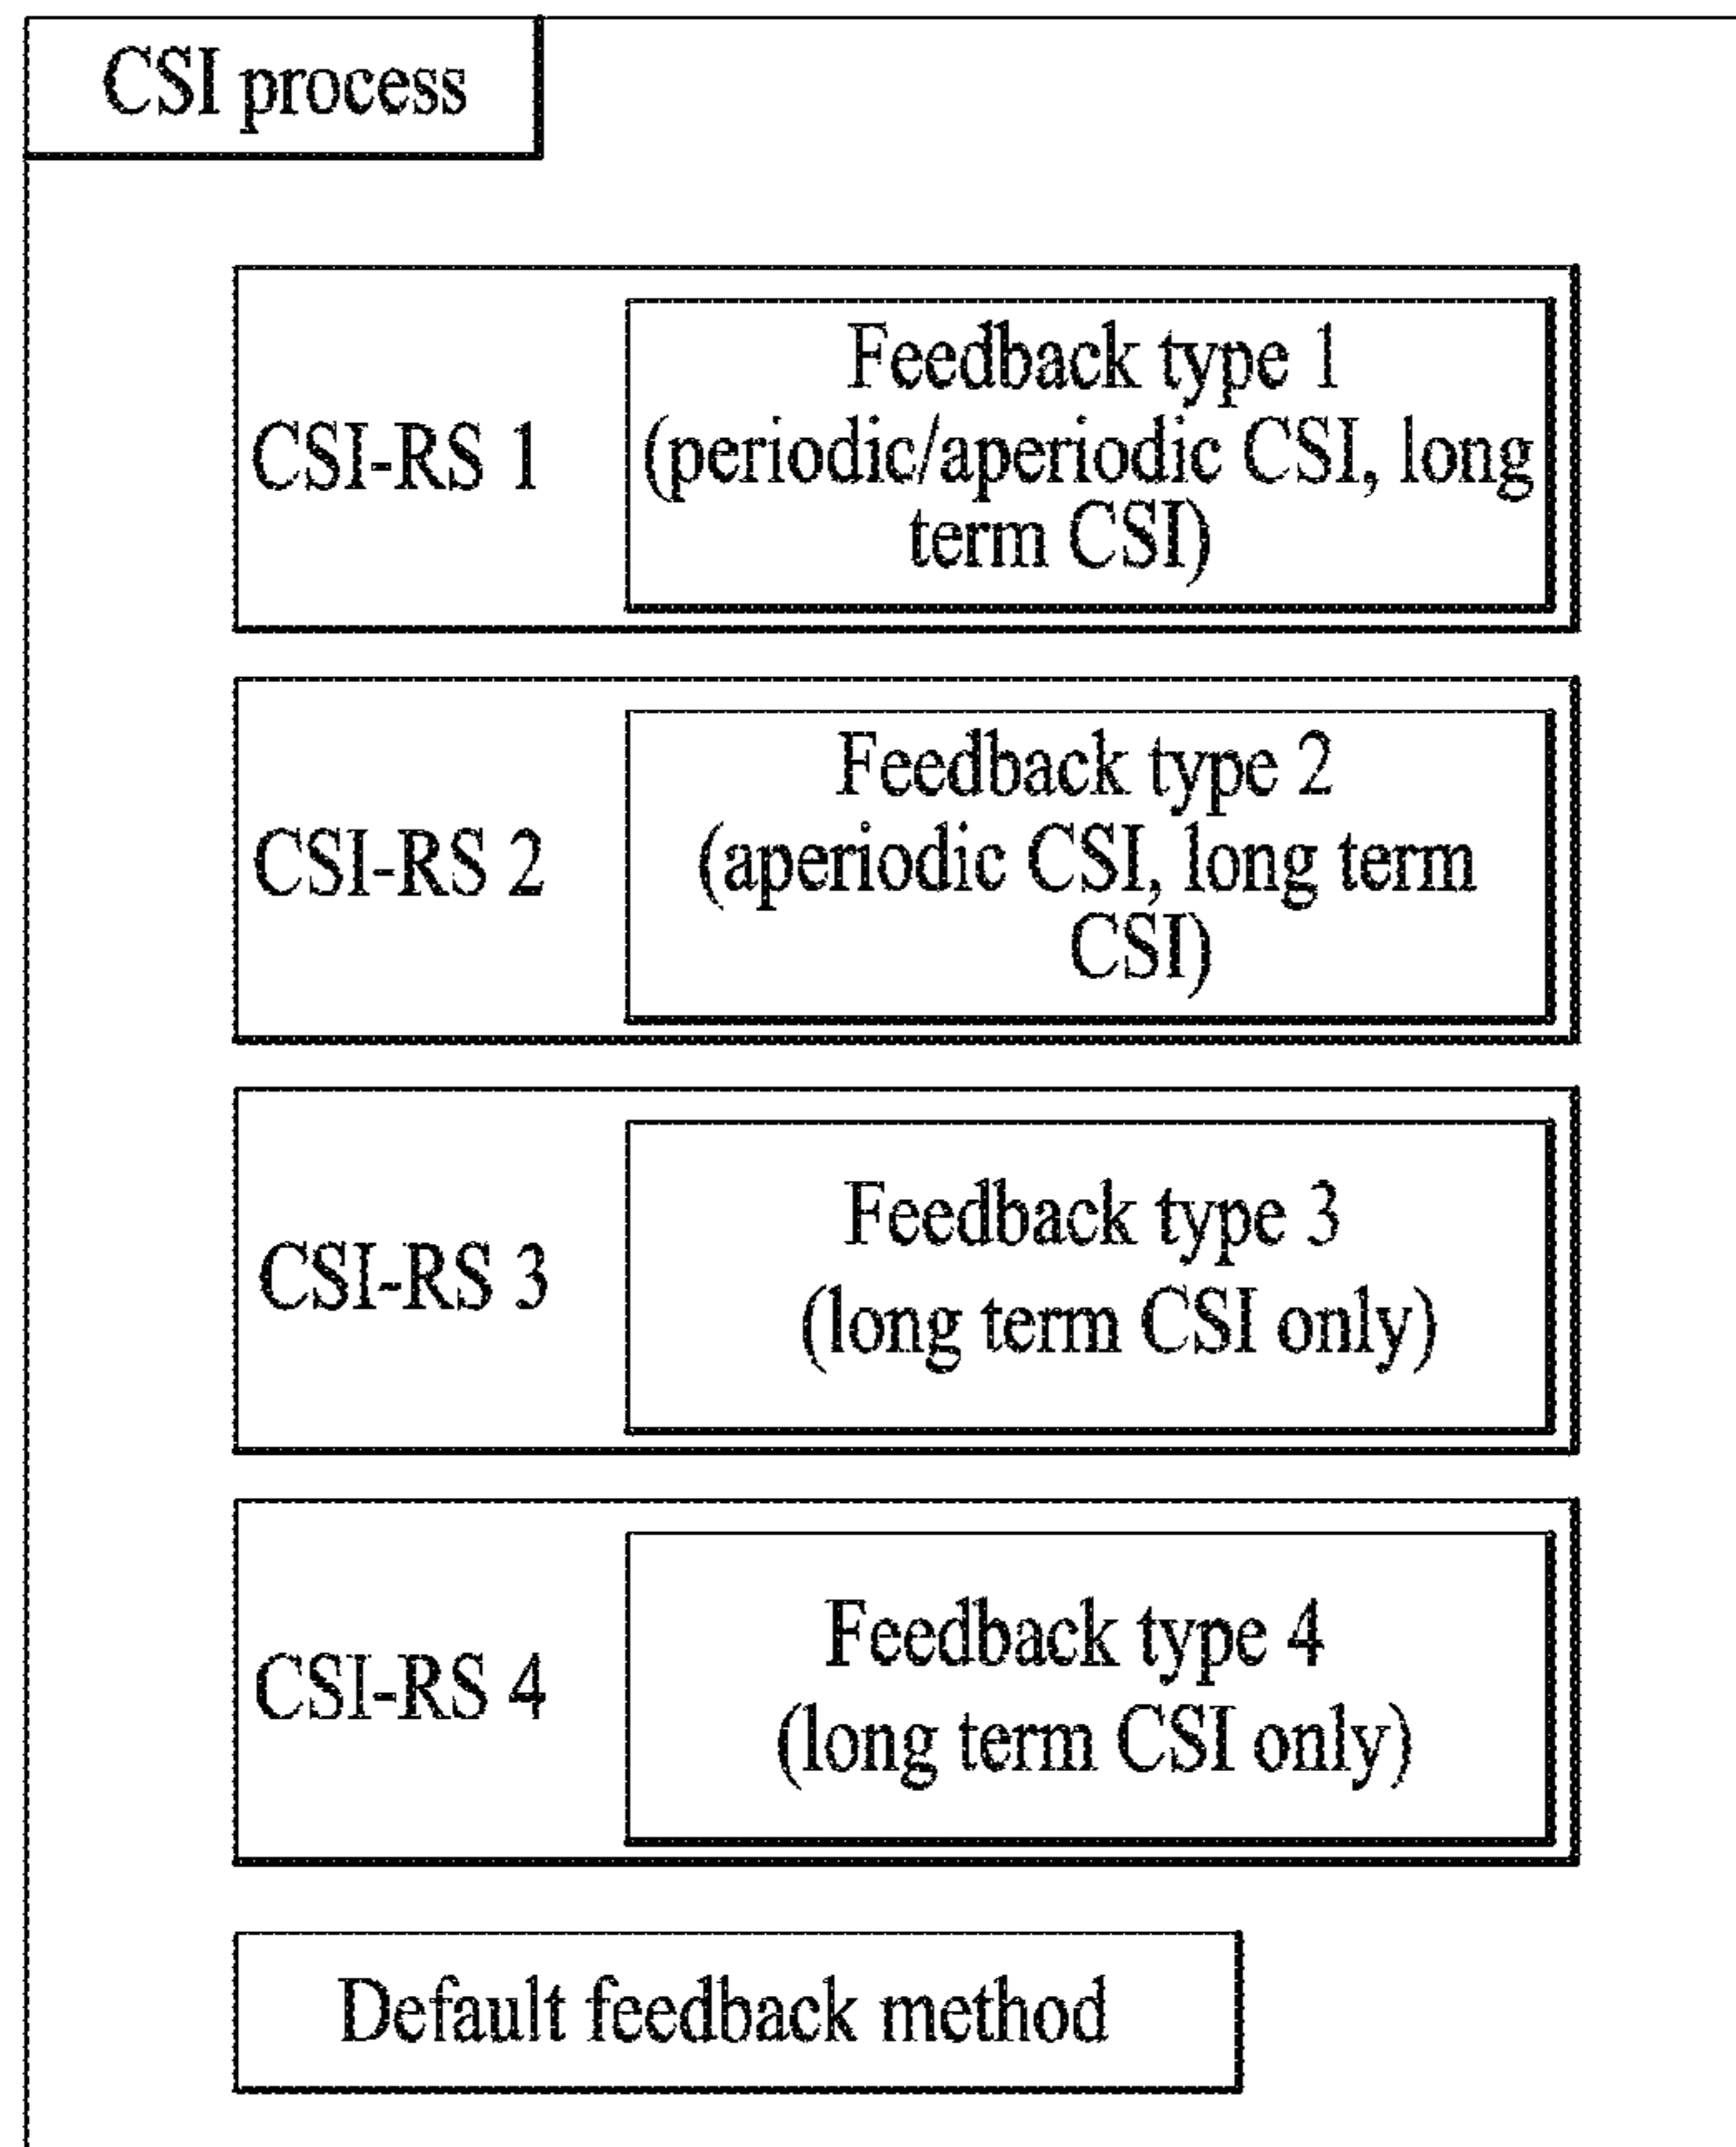 CSI process
CSI-RS 1
Feedback type 1
(periodic/aperiodic CSI, long
term CSI)
CSI-RS 2
Feedback type 2
(aperiodic CSI, long term
CSI)
CSI-RS 3
Feedback type 3
(long term CSI only)
CSI-RS 4
Feedback type 4
(long term CSI only)
Default feedback method